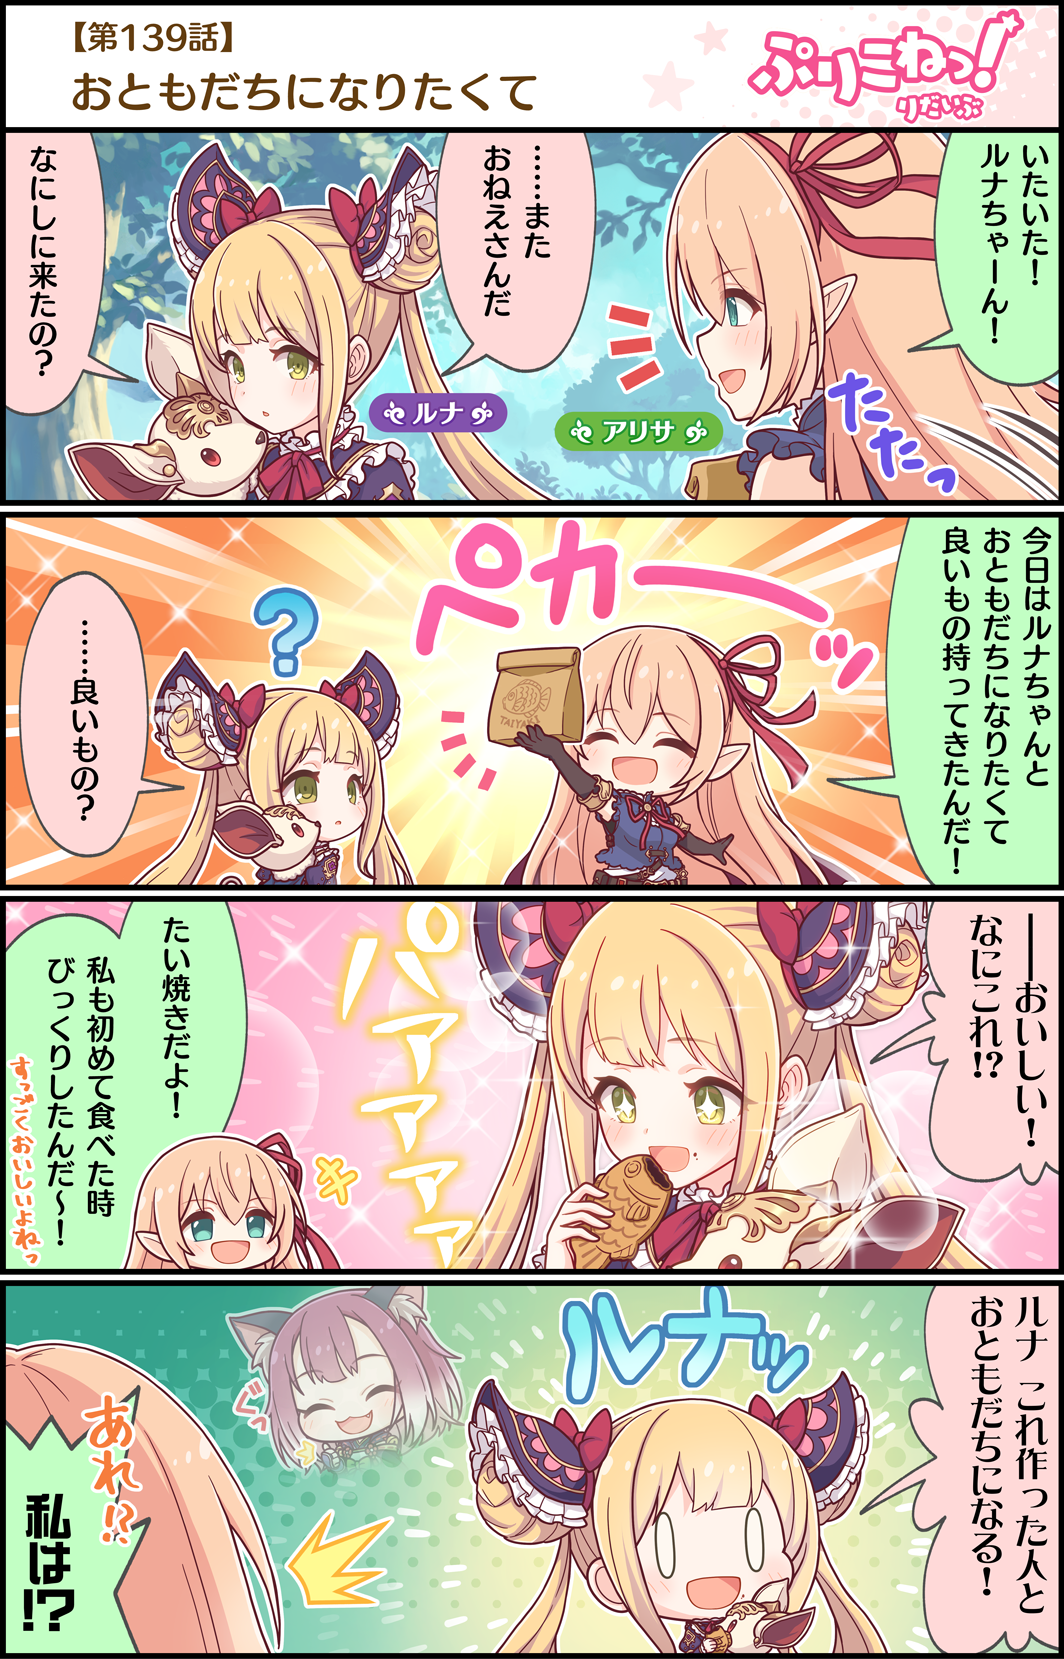 【第139話】
おともだちになりたくて
ぷりこねっ!
りだいぶ
いたいた!
ルナちゃーん!
たたたっ
アリサ
……また
おねえさんだ
ルナ
なにしに来たの?
今日はルナちゃんと
おともだちになりたくて
良いもの持ってきたんだ!
ペカーッ
TAIYAKI
?
……良いもの?
――おいしい!
なにこれ!?
パアアアアァ
たい焼きだよ!
私も初めて食べた時
びっくりしたんだ~!
すっごくおいしいよねっ
ルナ これ作った人と
おともだちになる!
ルナッ
ぐっ
あれ!?
私は!?